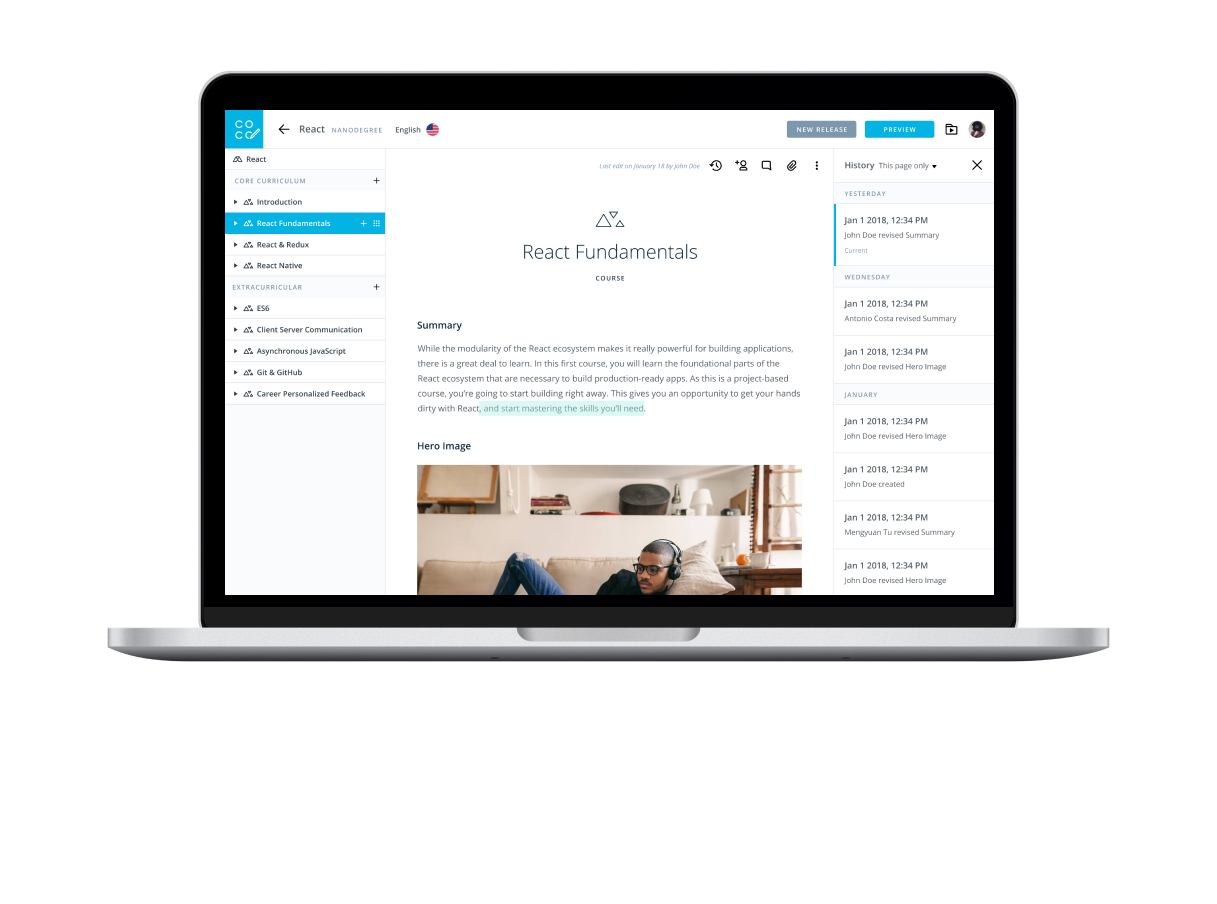 CO
CO
React NANODEGREE English
NEW RELEASE
PREVIEW
React
CORE CURRICULUM
Introduction
React Fundamentals
React & Redux
React Native
EXTRACURRICULAR
ES6
Client Server Communication
Asynchronous JavaScript
Git & GitHub
Career Personalized Feedback
Last edit on January 18 by John Doe
React Fundamentals
COURSE
Summary
While the modularity of the React ecosystem makes it really powerful for building applications,
there is a great deal to learn. In this first course, you will learn the foundational parts of the
React ecosystem that are necessary to build production-ready apps. As this is a project-based
course, you're going to start building right away. This gives you an opportunity to get your hands
dirty with React, and start mastering the skills you'll need.
Hero Image
History This page only
YESTERDAY
Jan 1 2018, 12:34 PM
John Doe revised Summary
Current
WEDNESDAY
Jan 1 2018, 12:34 PM
Antonio Costa revised Summary
Jan 1 2018, 12:34 PM
John Doe revised Hero Image
JANUARY
Jan 1 2018, 12:34 PM
John Doe revised Hero Image
Jan 1 2018, 12:34 PM
John Doe created
Jan 1 2018, 12:34 PM
Mengyuan Tu revised Summary
Jan 1 2018, 12:34 PM
John Doe revised Hero Image